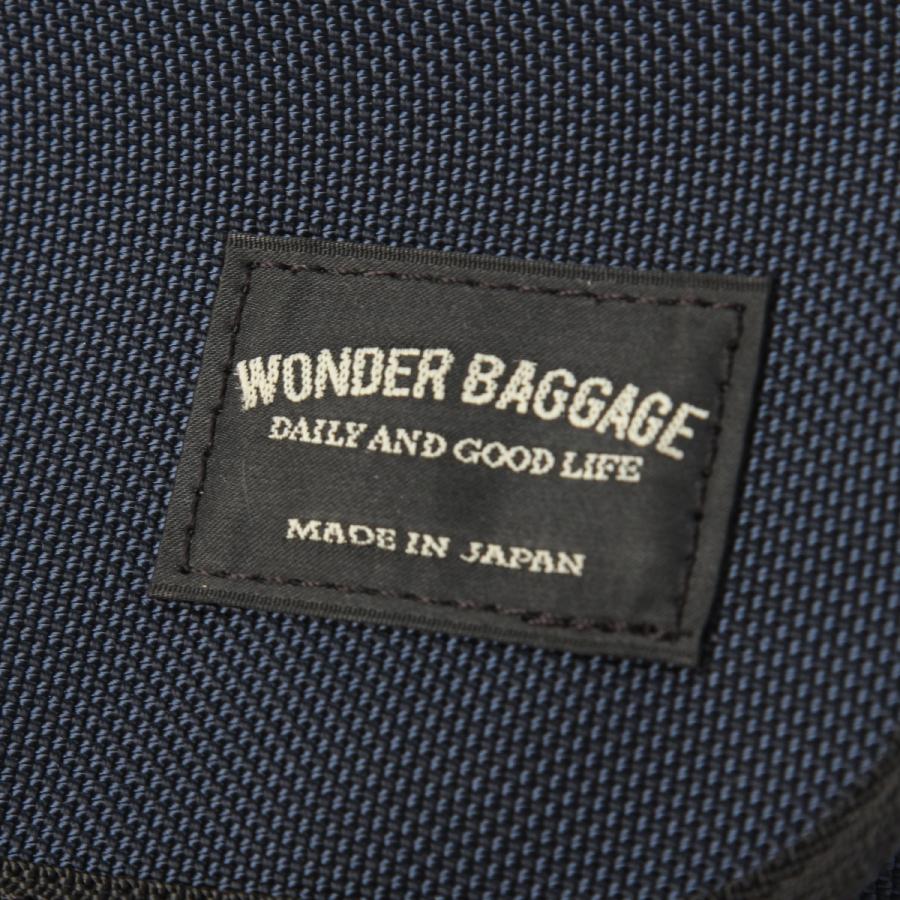 WONDER BAGGAGE
DAILY AND GOOD LIFE
MADE IN JAPAN